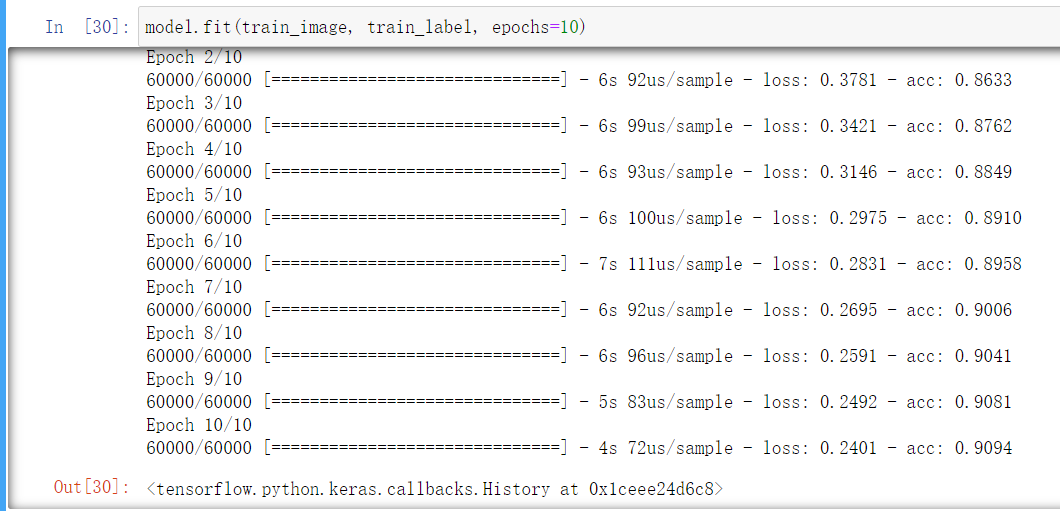 In [30]: model.fit(train_image, train_label, epochs=10)
Epoch 2/10
60000/60000 [==============================] - 6s 92us/sample - loss: 0.3781 - acc: 0.8633
Epoch 3/10
60000/60000 [==============================] - 6s 99us/sample - loss: 0.3421 - acc: 0.8762
Epoch 4/10
60000/60000 [==============================] - 6s 93us/sample - loss: 0.3146 - acc: 0.8849
Epoch 5/10
60000/60000 [==============================] - 6s 100us/sample - loss: 0.2975 - acc: 0.8910
Epoch 6/10
60000/60000 [==============================] - 7s 111us/sample - loss: 0.2831 - acc: 0.8958
Epoch 7/10
60000/60000 [==============================] - 6s 92us/sample - loss: 0.2695 - acc: 0.9006
Epoch 8/10
60000/60000 [==============================] - 6s 96us/sample - loss: 0.2591 - acc: 0.9041
Epoch 9/10
60000/60000 [==============================] - 5s 83us/sample - loss: 0.2492 - acc: 0.9081
Epoch 10/10
60000/60000 [==============================] - 4s 72us/sample - loss: 0.2401 - acc: 0.9094
Out[30]: <tensorflow.python.keras.callbacks.History at 0x1ceee24d6c8>